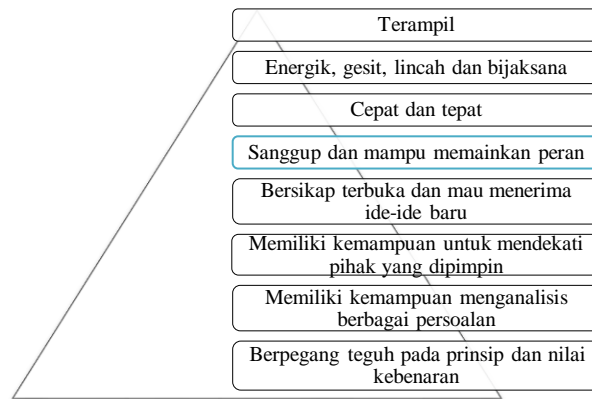 Terampil
Energik, gesit, lincah dan bijaksana
Cepat dan tepat
Sanggup dan mampu memainkan peran
Bersikap terbuka dan mau menerima
ide-ide baru
Memiliki kemampuan untuk mendekati
pihak yang dipimpin
Memiliki kemampuan menganalisis
berbagai persoalan
Berpegang teguh pada prinsip dan nilai
kebenaran